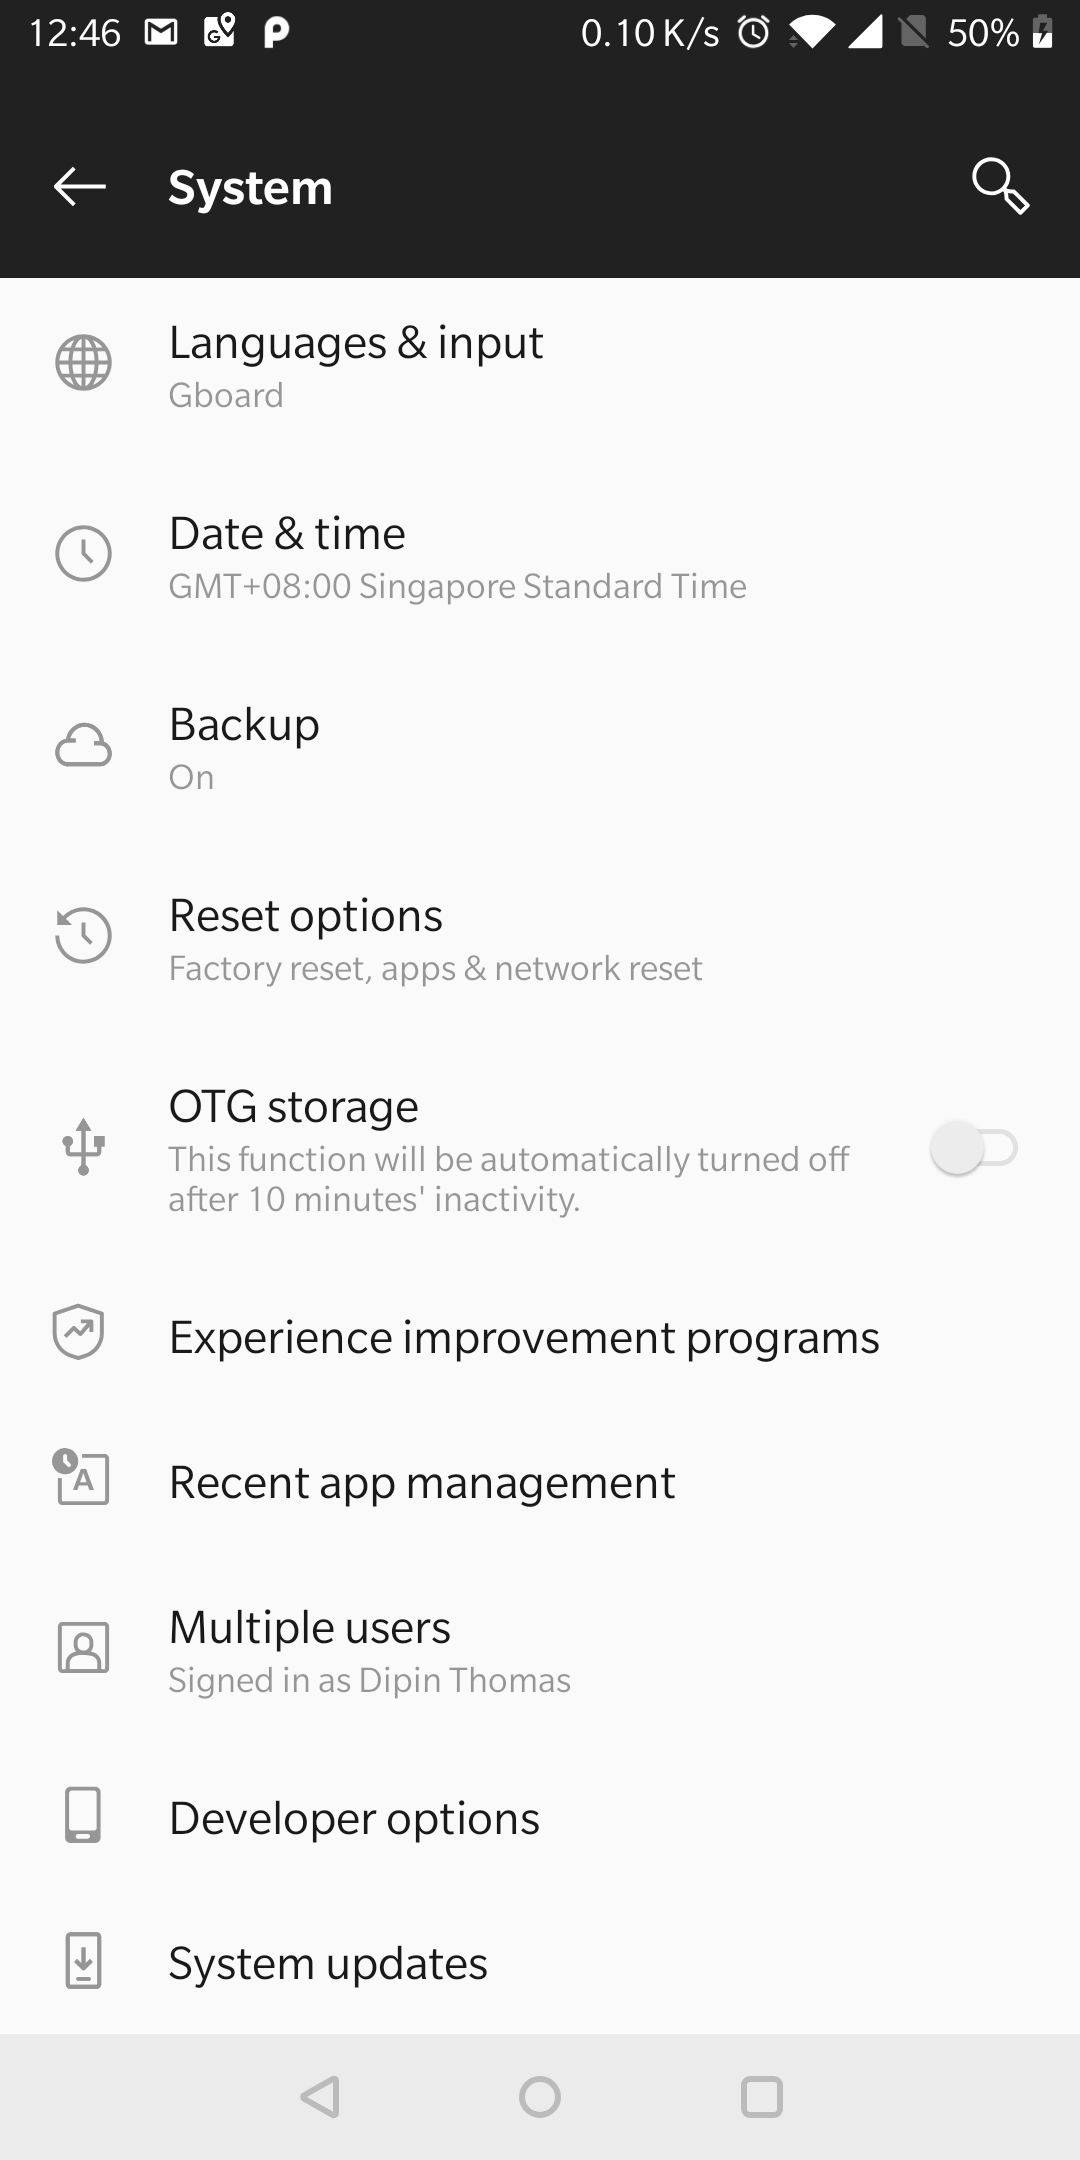 12:46 0.10 K/s 50%
System
Languages & input
Gboard
Date & time
GMT+08:00 Singapore Standard Time
Backup
On
Reset options
Factory reset, apps & network reset
OTG storage
This function will be automatically turned off
after 10 minutes' inactivity.
Experience improvement programs
Recent app management
Multiple users
Signed in as Dipin Thomas
Developer options
System updates